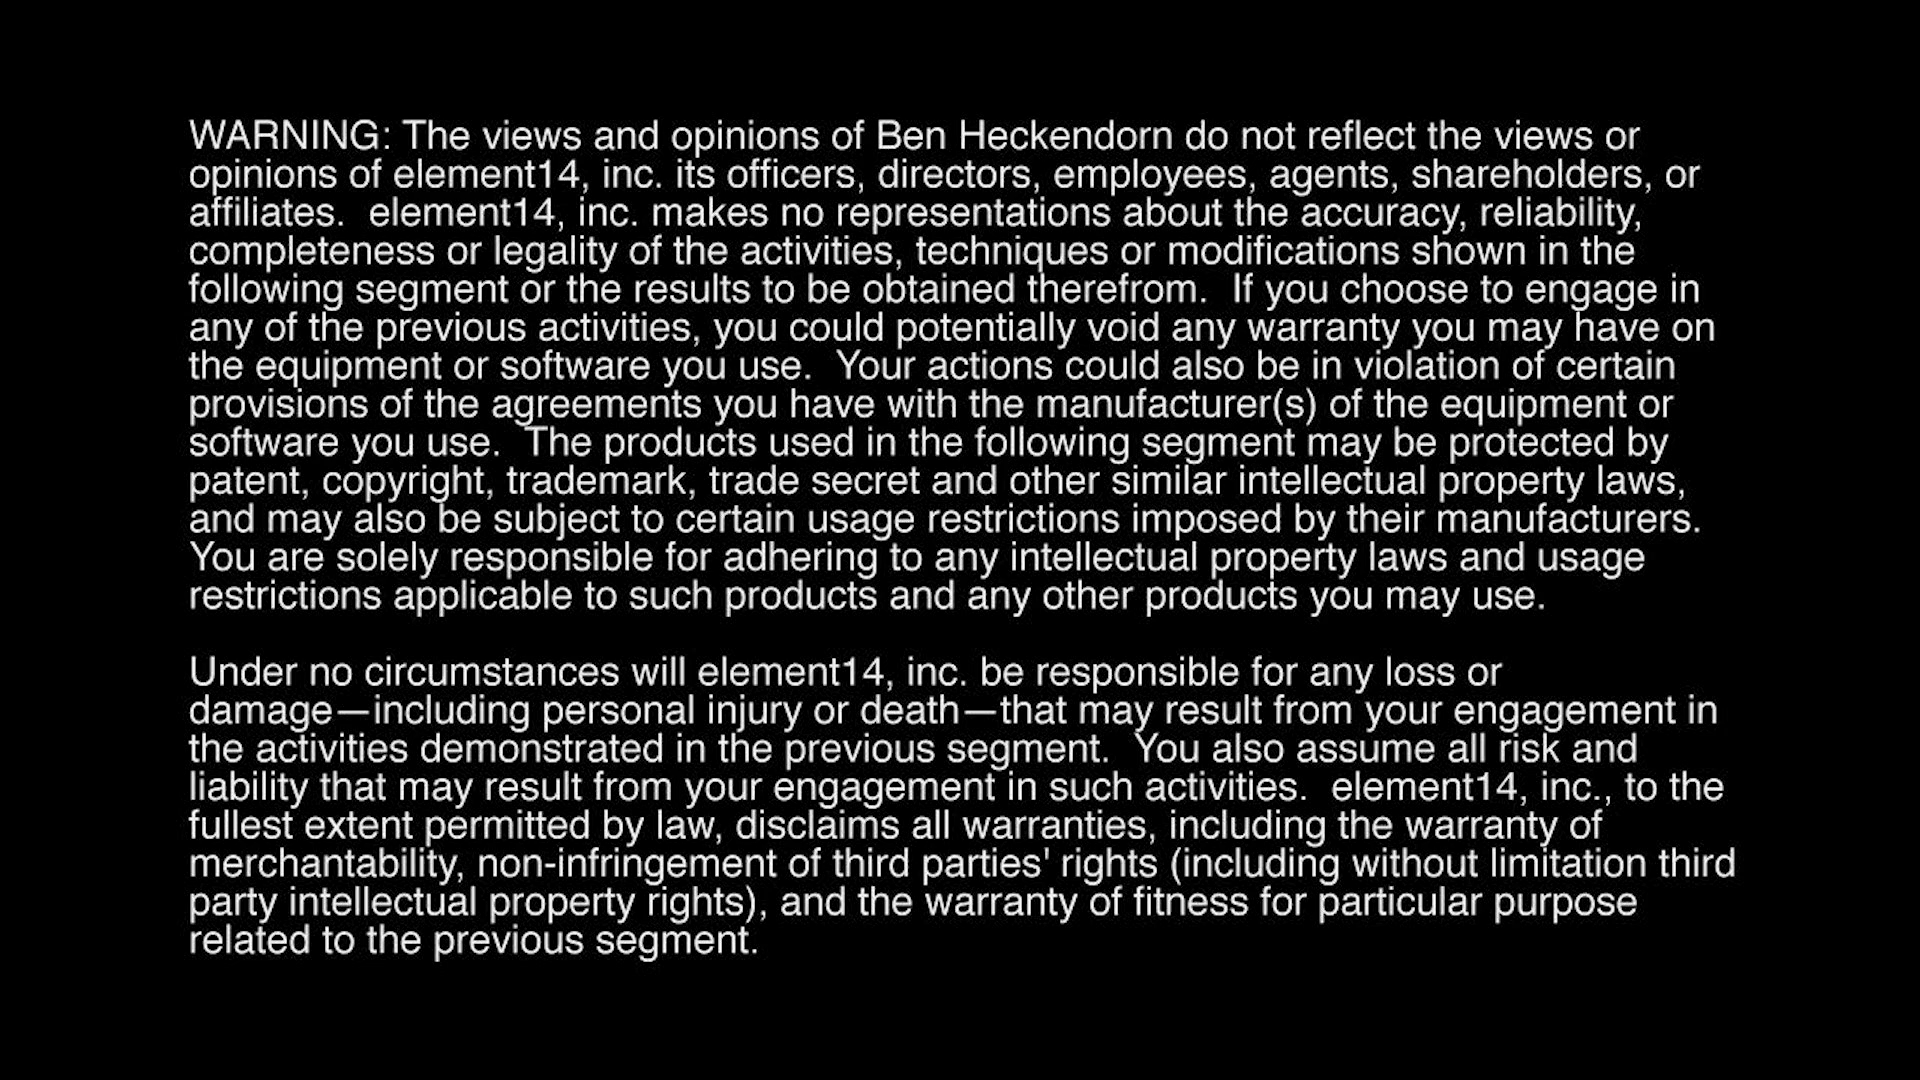 WARNING: The views and opinions of Ben Heckendorn do not reflect the views or
opinions of element14, inc. its officers, directors, employees, agents, shareholders, or
affiliates.  element14, inc. makes no representations about the accuracy, reliability,
completeness or legality of the activities, techniques or modifications shown in the
following segment or the results to be obtained therefrom.  If you choose to engage in
any of the previous activities, you could potentially void any warranty you may have on
the equipment or software you use.  Your actions could also be in violation of certain
provisions of the agreements you have with the manufacturer(s) of the equipment or
software you use.  The products used in the following segment may be protected by
patent, copyright, trademark, trade secret and other similar intellectual property laws,
and may also be subject to certain usage restrictions imposed by their manufacturers.
You are solely responsible for adhering to any intellectual property laws and usage
restrictions applicable to such products and any other products you may use.

Under no circumstances will element14, inc. be responsible for any loss or
damage—including personal injury or death—that may result from your engagement in
the activities demonstrated in the previous segment.  You also assume all risk and
liability that may result from your engagement in such activities.  element14, inc., to the
fullest extent permitted by law, disclaims all warranties, including the warranty of
merchantability, non-infringement of third parties' rights (including without limitation third
party intellectual property rights), and the warranty of fitness for particular purpose
related to the previous segment.